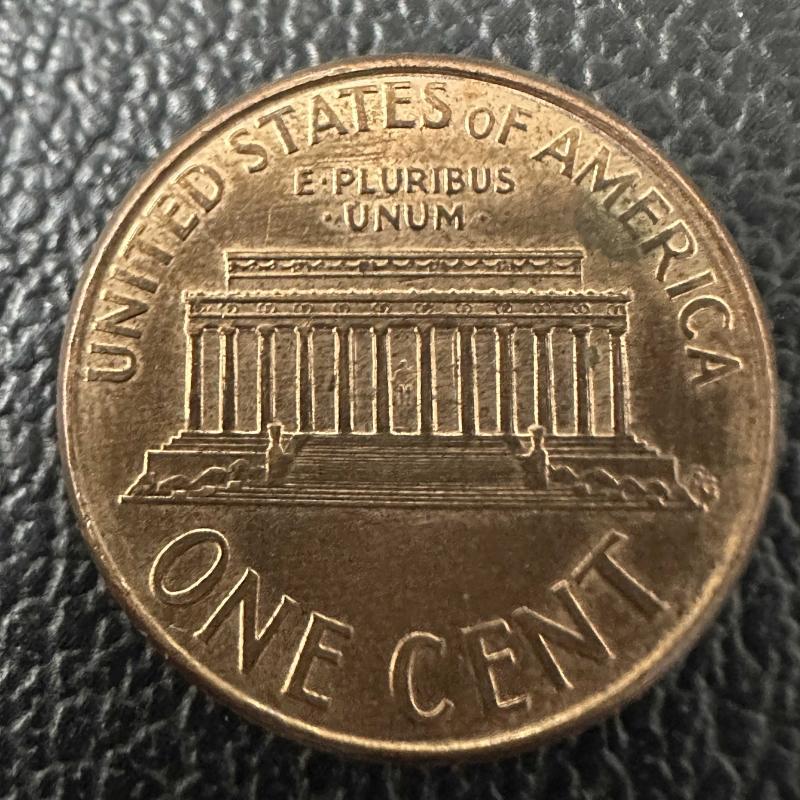 UNITED STATES OF AMERICA
E·PLURIBUS
·UNUM·
ONE CENT